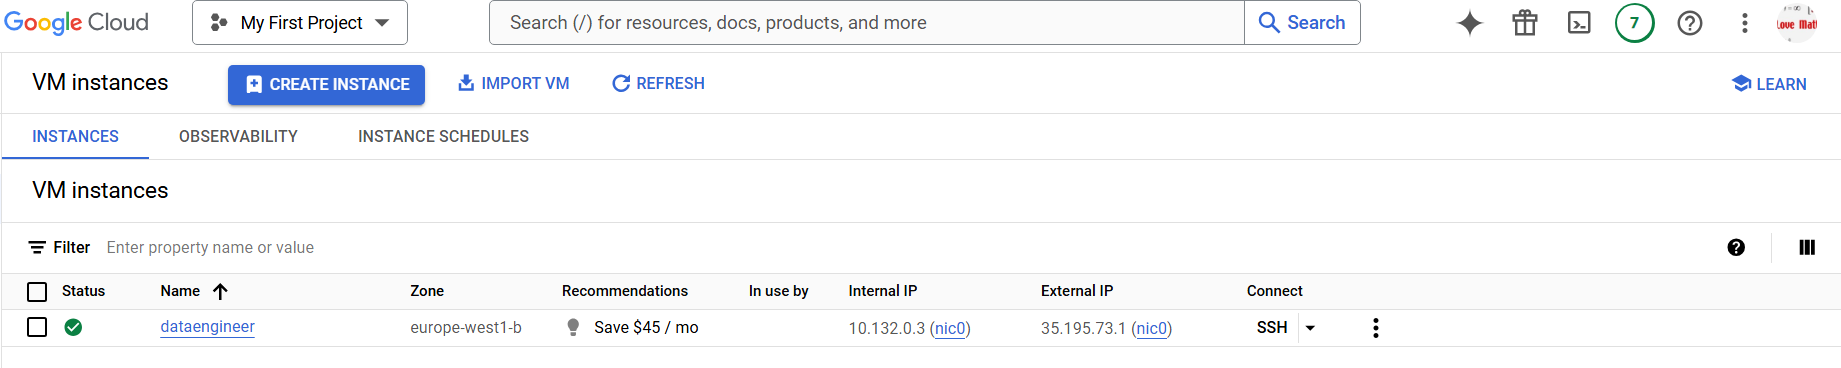 Google Cloud My First Project Search (/) for resources, docs, products, and more Search 7
VM instances CREATE INSTANCE IMPORT VM REFRESH LEARN
INSTANCES OBSERVABILITY INSTANCE SCHEDULES
VM instances
Filter Enter property name or value
Status Name Zone Recommendations In use by Internal IP External IP Connect
dataengineer europe-west1-b Save $45 / mo 10.132.0.3 (nic0) 35.195.73.1 (nic0) SSH